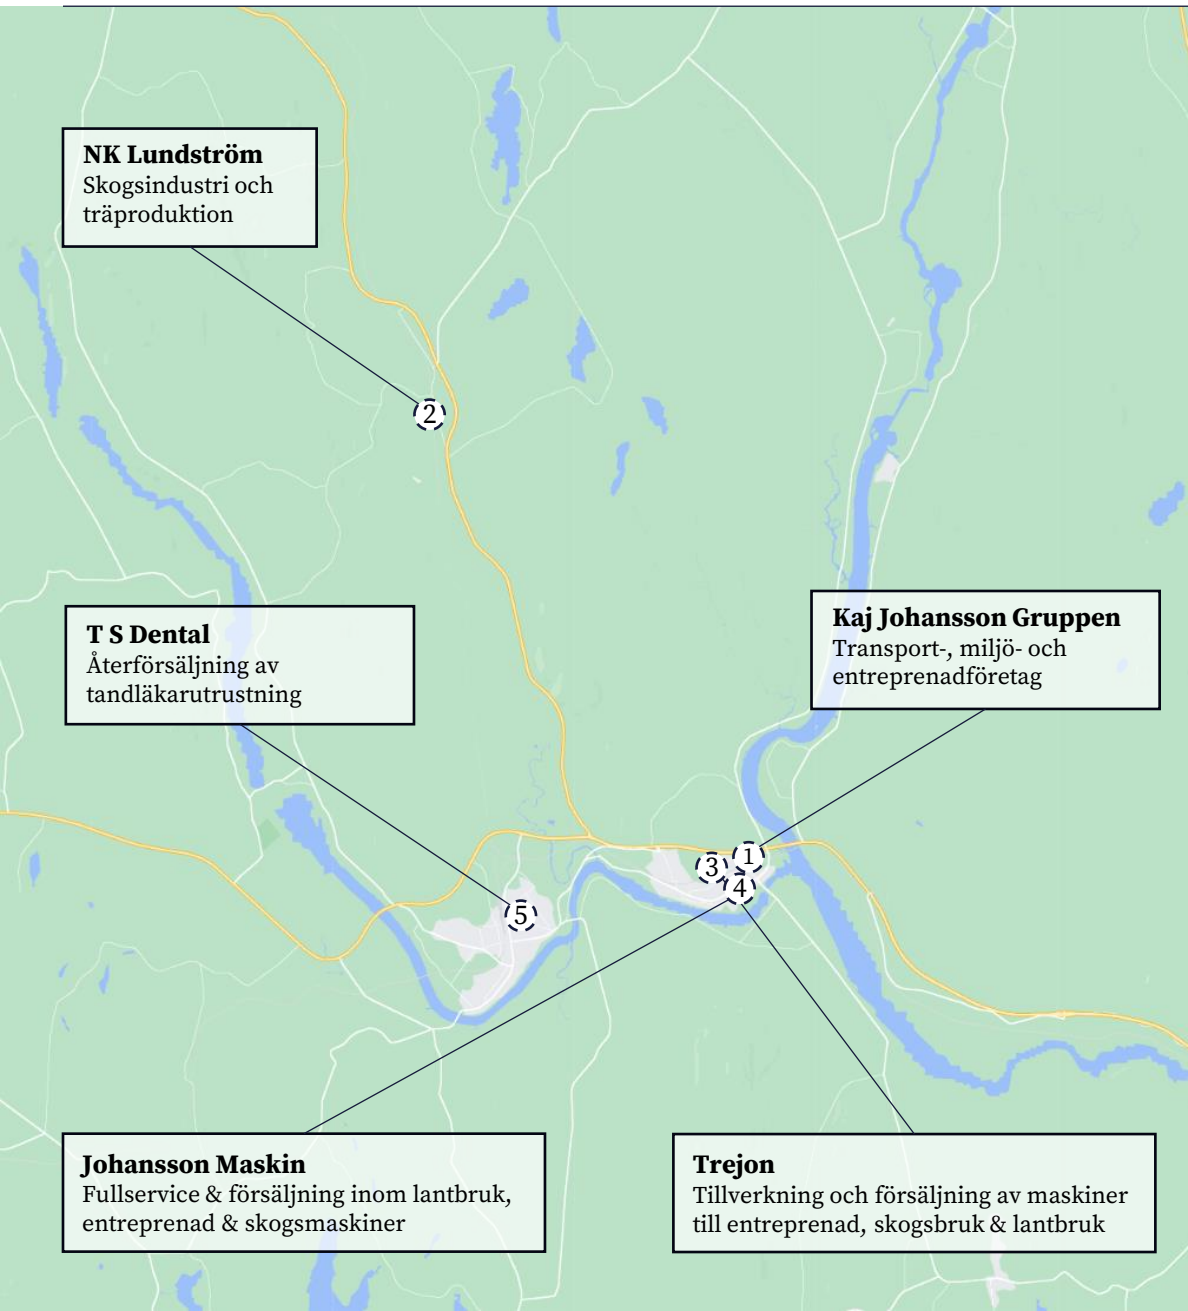 NK Lundström
Skogsindustri och
träproduktion
2
T S Dental
Återförsäljning av
tandläkarutrustning
Kaj Johansson Gruppen
Transport-, miljö- och
entreprenadföretag
1
3
4
5
Johansson Maskin
Fullservice & försäljning inom lantbruk,
entreprenad & skogsmaskiner
Trejon
Tillverkning och försäljning av maskiner
till entreprenad, skogsbruk & lantbruk